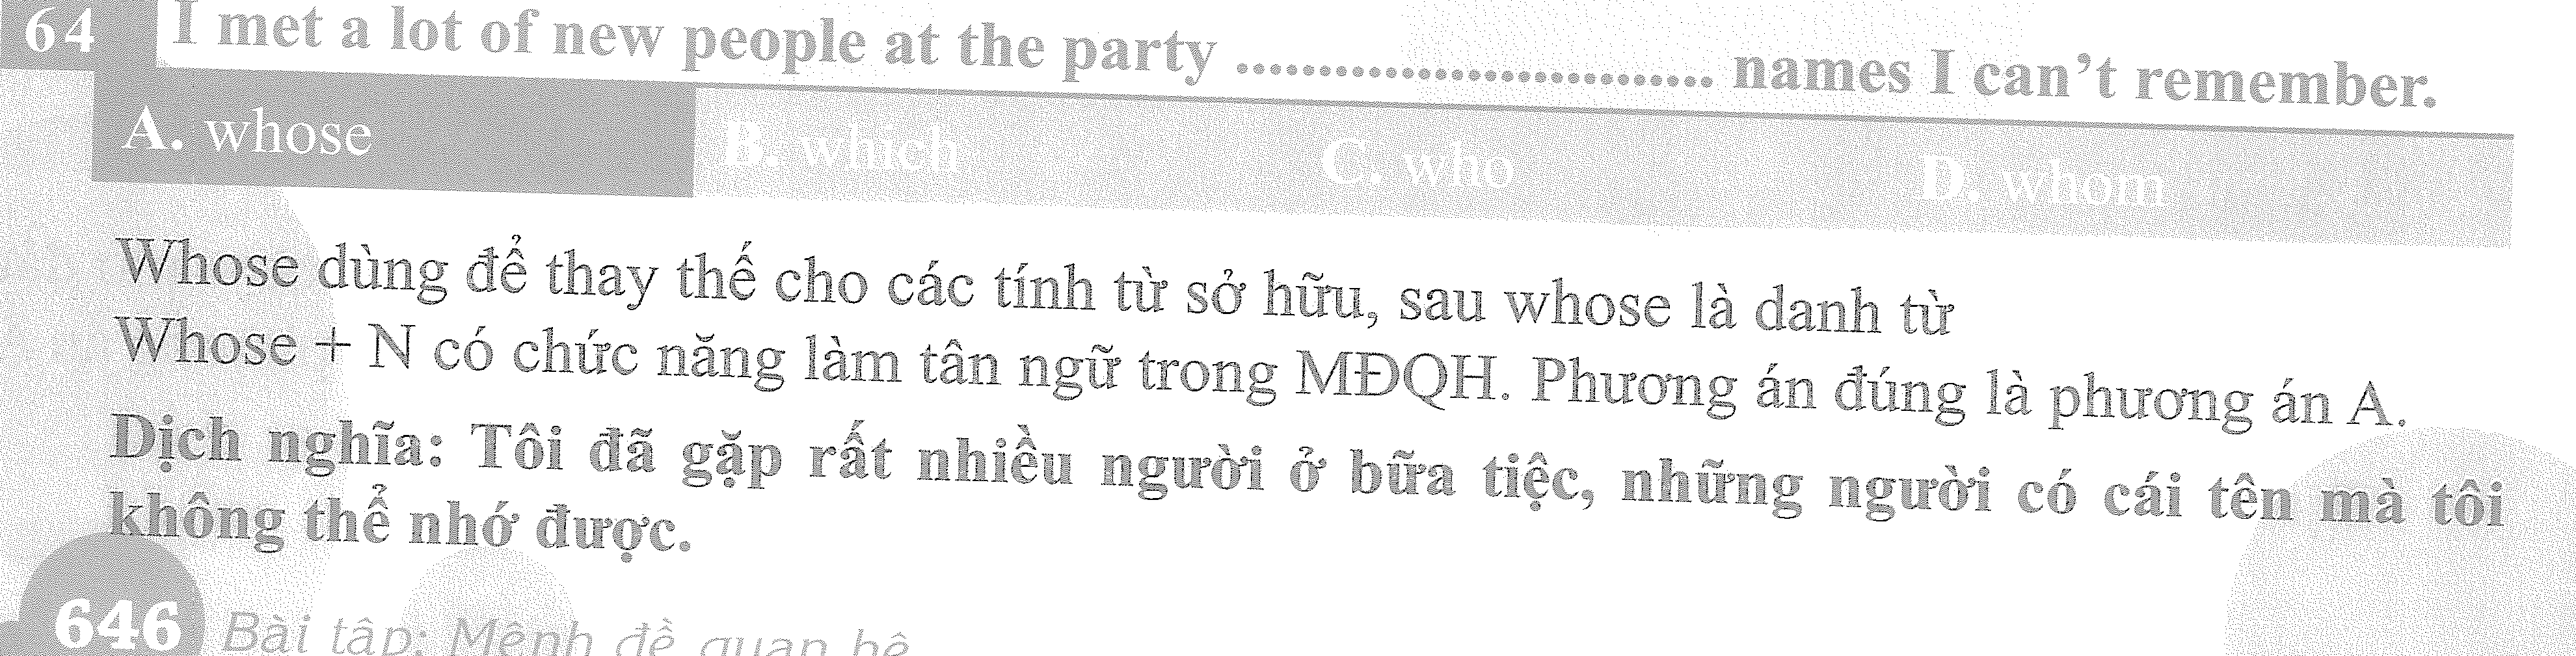 64 I met a lot of new people at the party ............................. names I can't remember.
A. whose B. which C. who D. whom
Whose dùng để thay thế cho các tính từ sở hữu, sau whose là danh từ
Whose + N có chức năng làm tân ngữ trong MĐQH. Phương án đúng là phương án A.
Dịch nghĩa: Tôi đã gặp rất nhiều người ở bữa tiệc, những người có cái tên mà tôi
không thể nhớ được.
646 Bài tập: Mệnh đề quan hệ